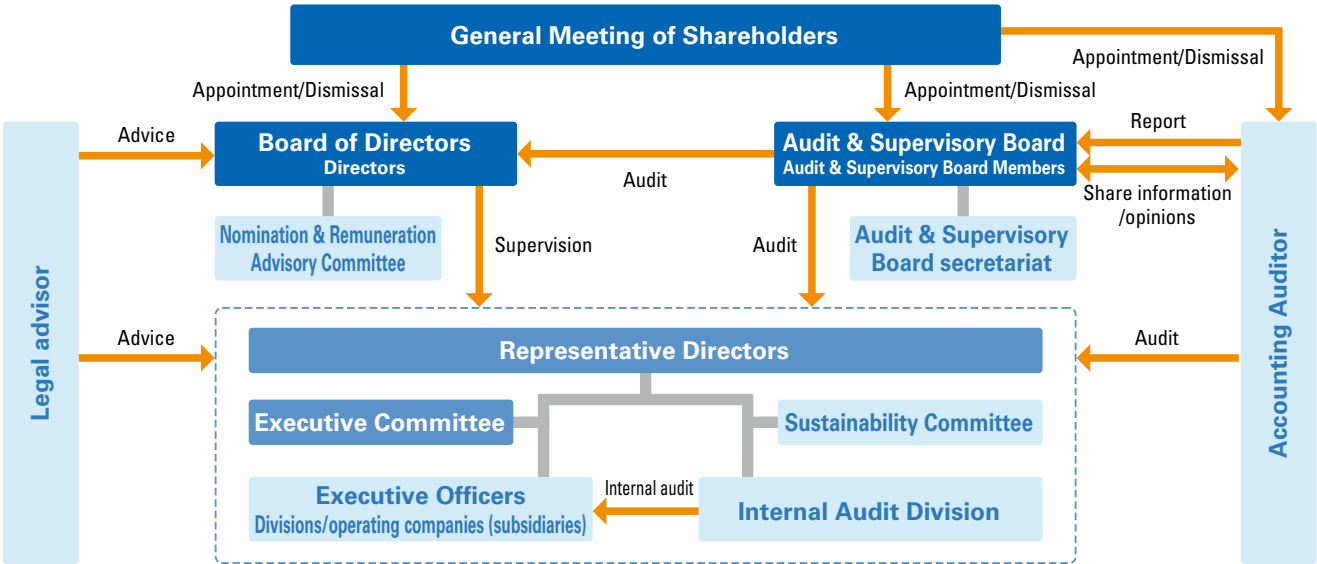 General Meeting of Shareholders
Appointment/Dismissal
Appointment/Dismissal
Appointment/Dismissal
Legal advisor
Advice
Board of Directors
Directors
Audit
Audit & Supervisory Board
Audit & Supervisory Board Members
Report
Share information
/opinions
Accounting Auditor
Nomination & Remuneration
Advisory Committee
Supervision
Audit
Audit & Supervisory
Board secretariat
Advice
Representative Directors
Audit
Executive Committee
Sustainability Committee
Executive Officers
Divisions/operating companies (subsidiaries)
Internal audit
Internal Audit Division